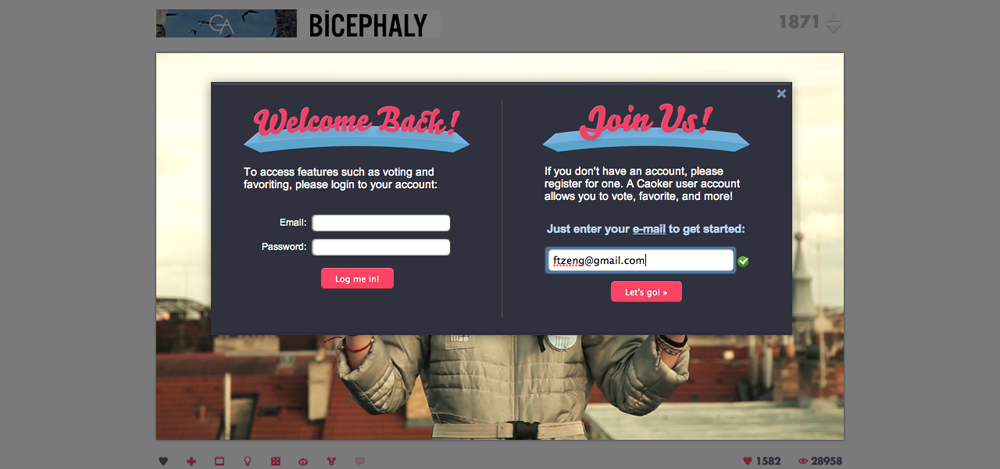 CA
BiCEPHALY
1871
Welcome Back!
To access features such as voting and
favoriting, please login to your account:
Email:
Password:
Log me in!
Join Us!
If you don't have an account, please
register for one. A Caoker user account
allows you to vote, favorite, and more!
Just enter your e-mail to get started:
ftzeng@gmail.com
Let's go! »
1582
28958